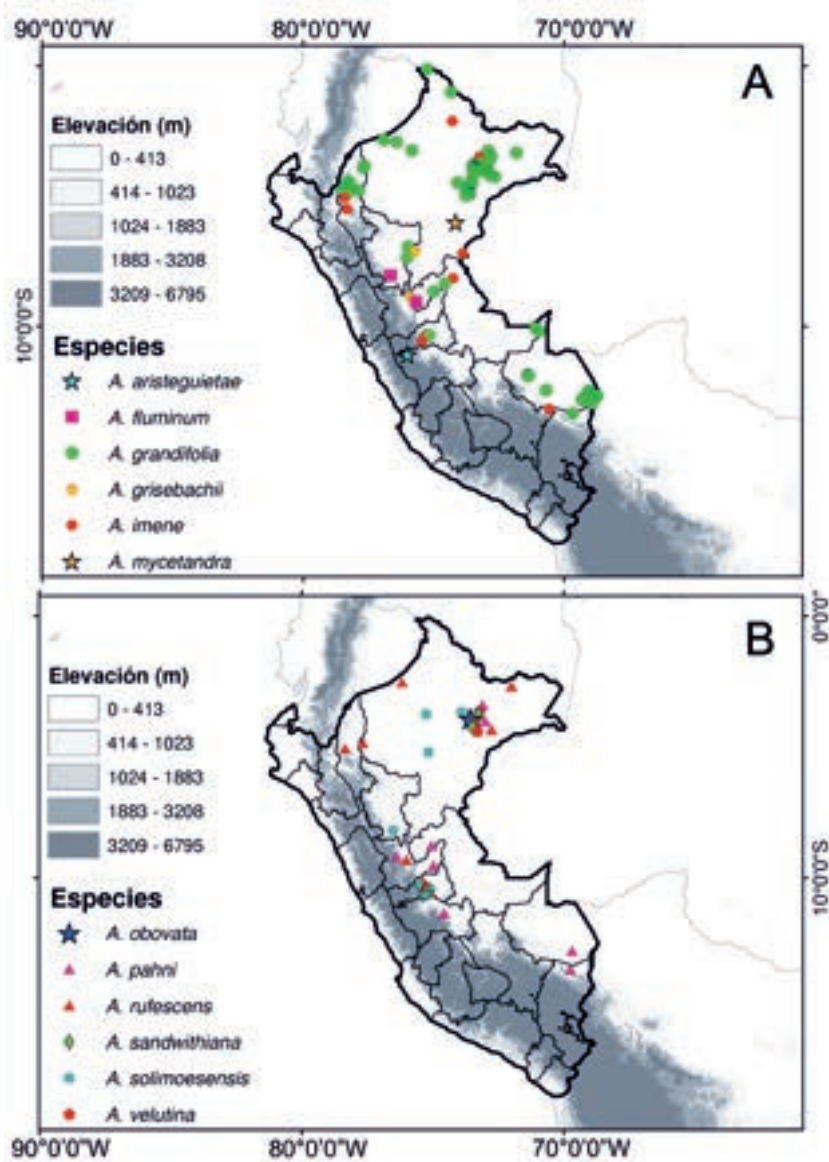 90°0'0"W 80°0'0"W 70°0'0"W
A
Elevación (m)
0 - 413
414 - 1023
1024 - 1883
1883 - 3208
3209 - 6795
10°0'0"S
Especies
A. aristeguietae
A. fluminum
A. grandifolia
A. grisebachii
A. imene
A. mycetandra
B
0°0'0"
Elevación (m)
0 - 413
414 - 1023
1024 - 1883
1883 - 3208
3209 - 6795
10°0'0"S
Especies
A. obovata
A. pahni
A. rufescens
A. sandwithiana
A. solimoesensis
A. velutina
90°0'0"W 80°0'0"W 70°0'0"W